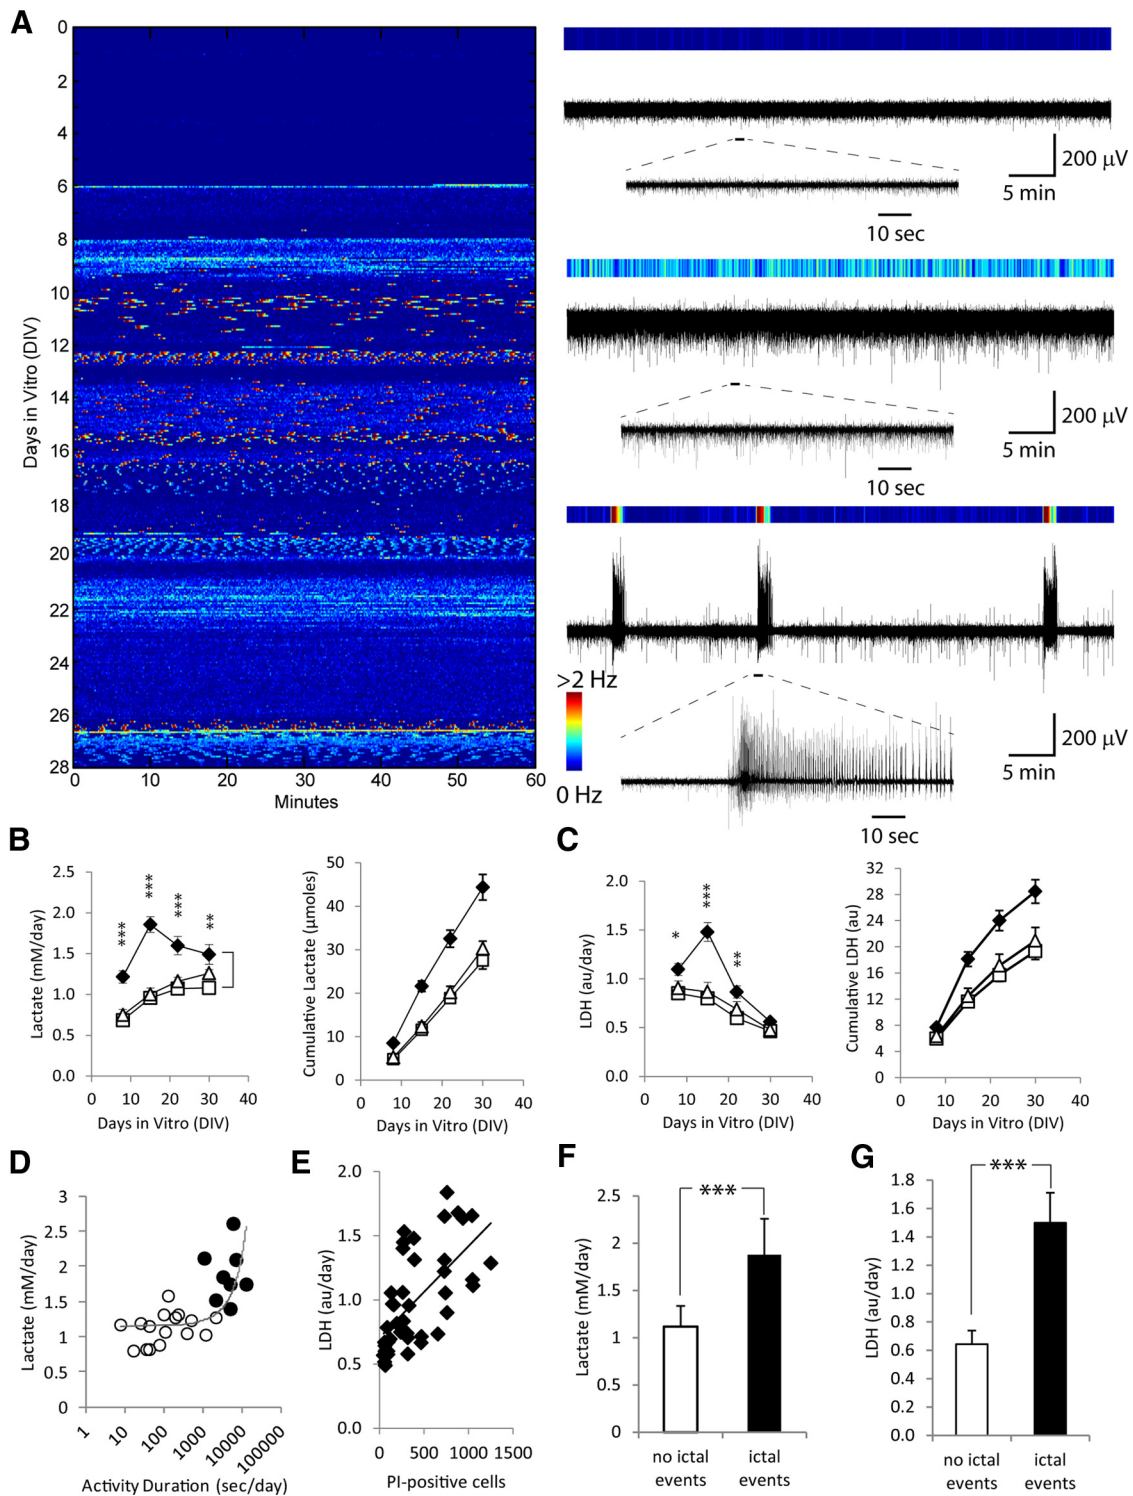 A
0
2
4
6
8
10
12
14
16
18
20
22
24
26
28
Days in Vitro (DIV)
0 10 20 30 40 50 60
Minutes
200 µV
5 min
10 sec
200 µV
5 min
10 sec
>2 Hz
0 Hz
200 µV
5 min
10 sec
B
2.5
2.0
1.5
1.0
0.5
0.0
Lactate (mM/day)
*** *** *** **
0 10 20 30 40
Days in Vitro (DIV)
50
40
30
20
10
0
Cumulative Lactate (µmoles)
0 10 20 30 40
Days in Vitro (DIV)
C
2.0
1.5
1.0
0.5
0.0
LDH (au/day)
* *** **
0 10 20 30 40
Days in Vitro (DIV)
32
28
24
20
16
12
8
4
0
Cumulative LDH (au)
0 10 20 30 40
Days in Vitro (DIV)
D
3
2.5
2
1.5
1
0.5
0
Lactate (mM/day)
1 10 100 1000 10000 100000
Activity Duration (sec/day)
E
2.0
1.5
1.0
0.5
0.0
LDH (au/day)
0 500 1000 1500
PI-positive cells
F
2.5
2
1.5
1
0.5
0
Lactate (mM/day)
***
no ictal events
ictal events
G
1.8
1.6
1.4
1.2
1.0
0.8
0.6
0.4
0.2
0.0
LDH (au/day)
***
no ictal events
ictal events